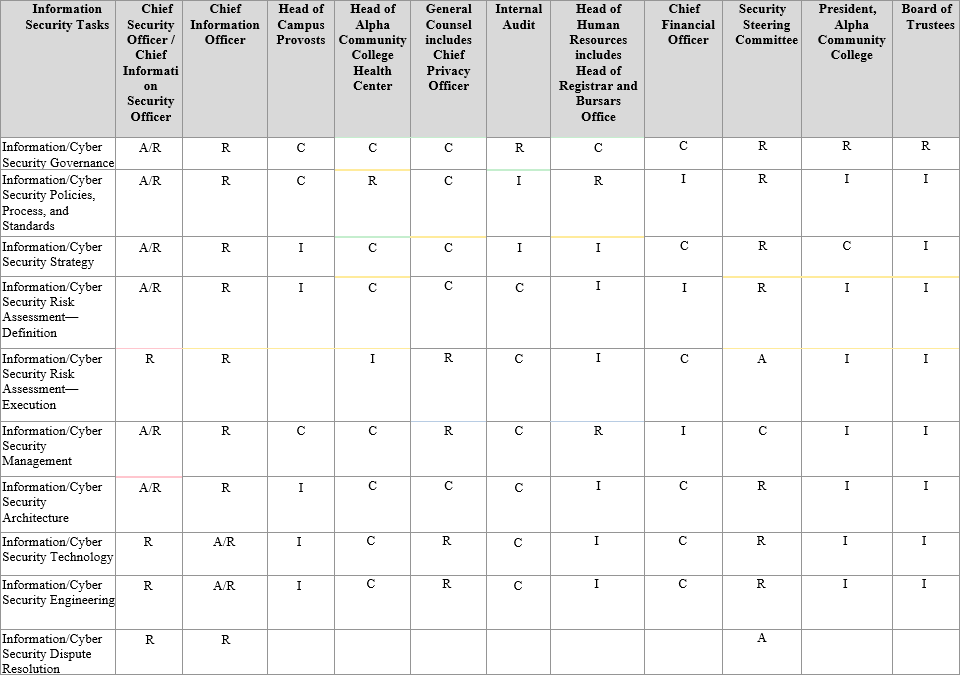 Information Security Tasks | Chief Security Officer / Chief Informati on Security Officer | Chief Information Officer | Head of Campus Provosts | Head of Alpha Community College Health Center | General Counsel includes Chief Privacy Officer | Internal Audit | Head of Human Resources includes Head of Registrar and Bursars Office | Chief Financial Officer | Security Steering Committee | President, Alpha Community College | Board of Trustees
Information/Cyber Security Governance | A/R | R | C | C | C | R | C | C | R | R | R
Information/Cyber Security Policies, Process, and Standards | A/R | R | C | R | C | I | R | I | R | I | I
Information/Cyber Security Strategy | A/R | R | I | C | C | I | I | C | R | C | I
Information/Cyber Security Risk Assessment—Definition | A/R | R | I | C | C | C | I | I | R | I | I
Information/Cyber Security Risk Assessment—Execution | R | R | | I | R | C | I | C | A | I | I
Information/Cyber Security Management | A/R | R | C | C | R | C | R | I | C | I | I
Information/Cyber Security Architecture | A/R | R | I | C | C | C | I | C | R | I | I
Information/Cyber Security Technology | R | A/R | I | C | R | C | I | C | R | I | I
Information/Cyber Security Engineering | R | A/R | I | C | R | C | I | C | R | I | I
Information/Cyber Security Dispute Resolution | R | R | | | | | | | A | |